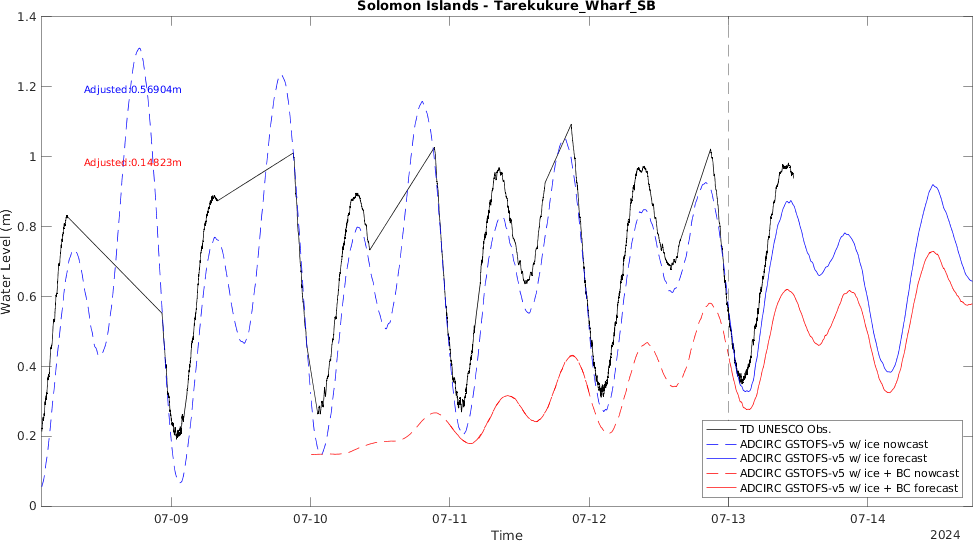 Solomon Islands - Tarekukure_Wharf_SB
1.4
1.2
1
0.8
0.6
0.4
0.2
0
Water Level (m)
Adjusted:0.56904m
Adjusted:0.14823m
TD UNESCO Obs.
ADCIRC GSTOFS-v5 w/ ice nowcast
ADCIRC GSTOFS-v5 w/ ice forecast
ADCIRC GSTOFS-v5 w/ ice + BC nowcast
ADCIRC GSTOFS-v5 w/ ice + BC forecast
07-09 07-10 07-11 07-12 07-13 07-14
Time
2024